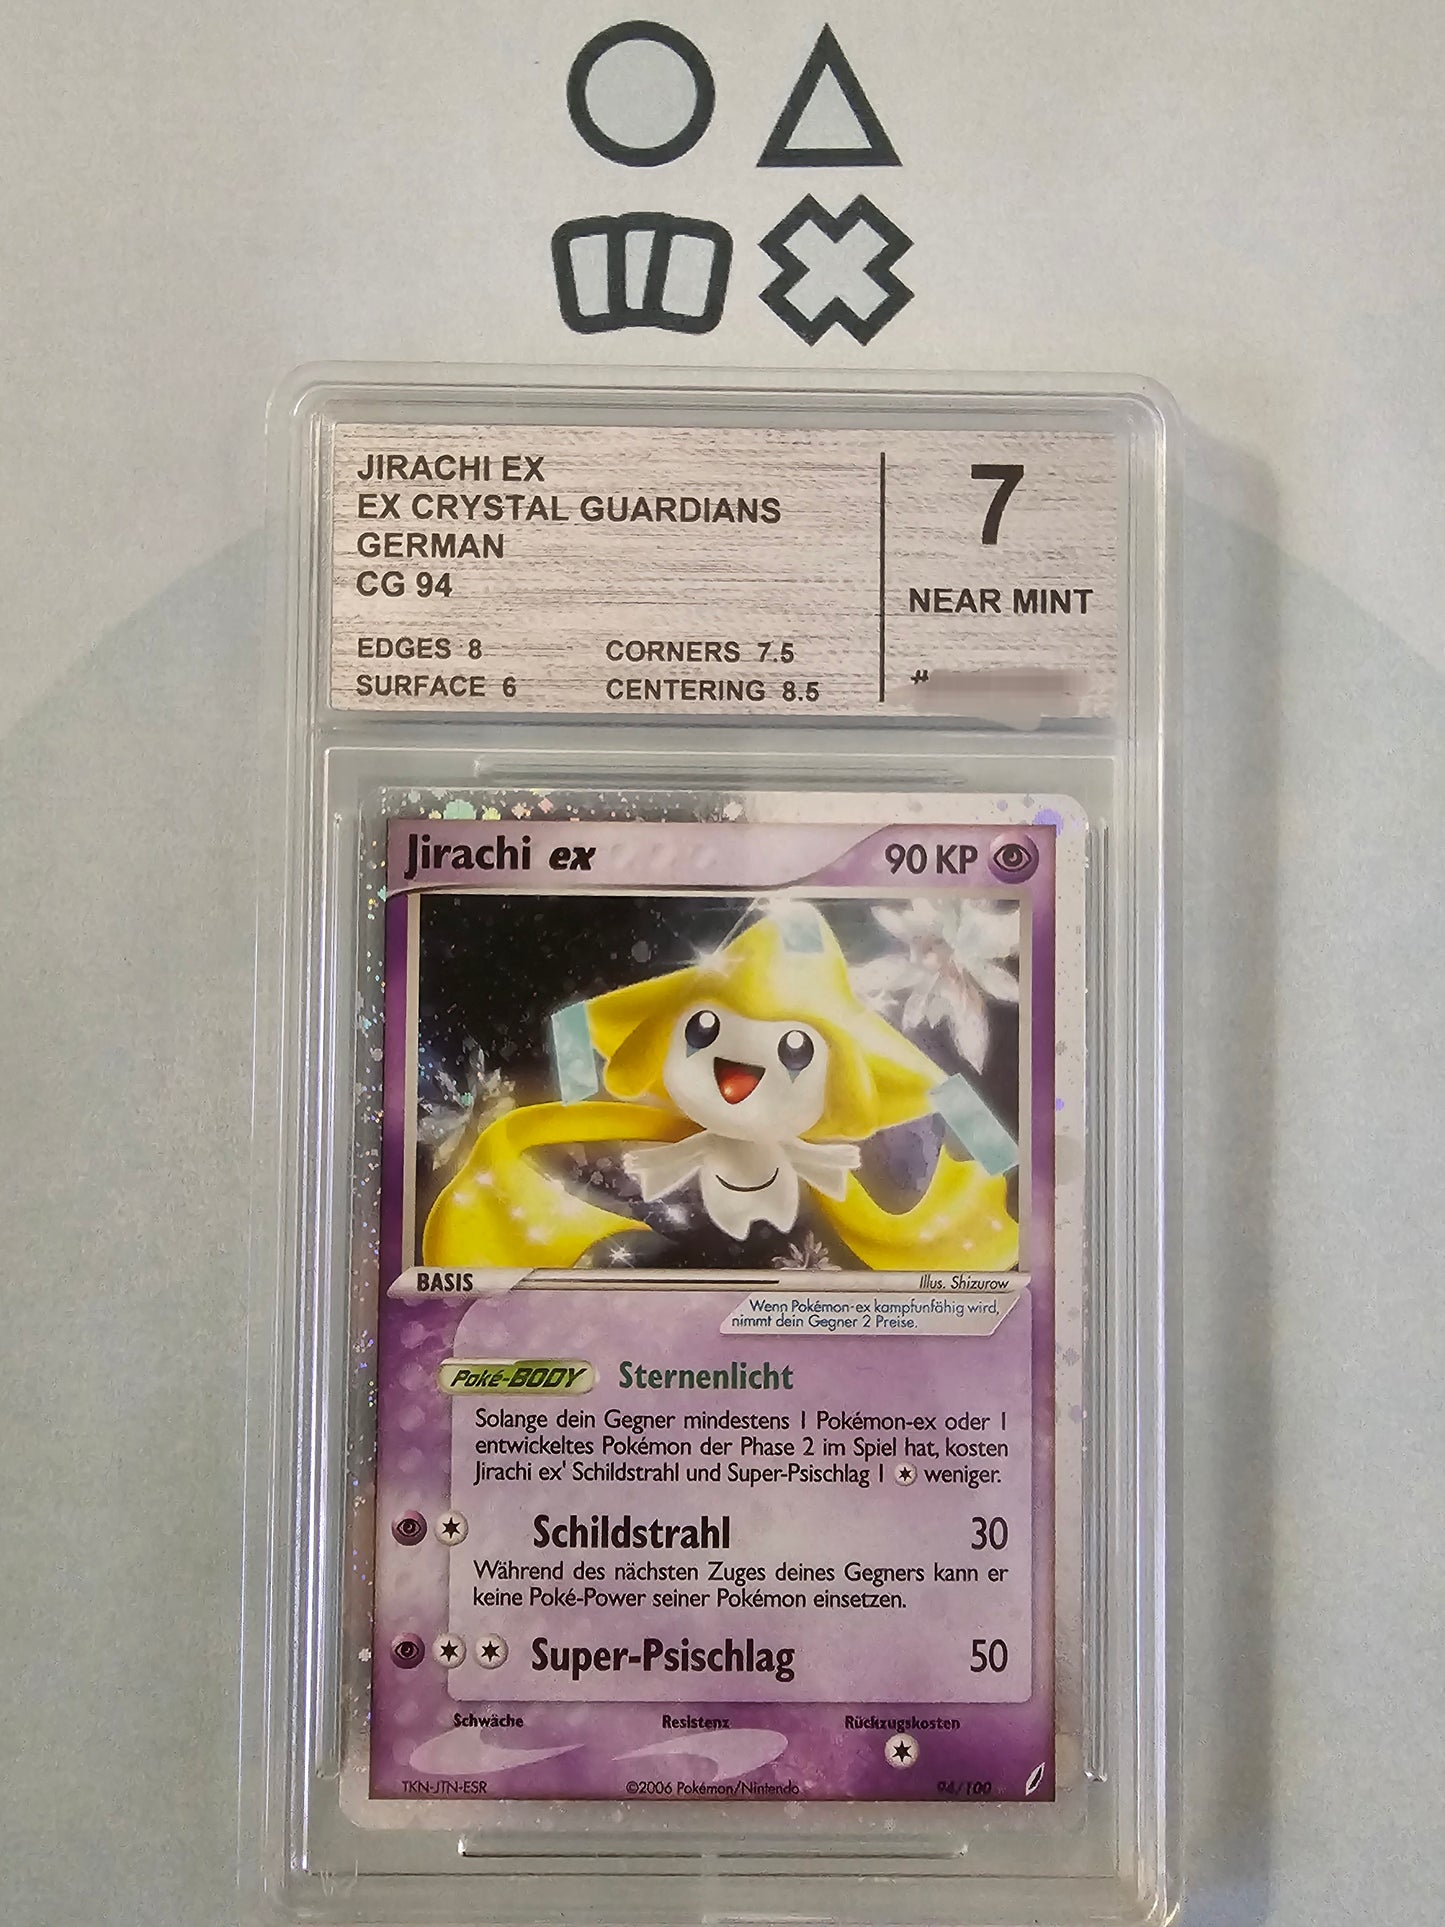 JIRACHI EX
EX CRYSTAL GUARDIANS
GERMAN
CG 94
EDGES 8 CORNERS 7.5
SURFACE 6 CENTERING 8.5
7
NEAR MINT
#
Jirachi ex 90 KP
BASIS Illus. Shizurow
Wenn Pokémon-ex kampfunfähig wird,
nimmt dein Gegner 2 Preise.
Poké-BODY Sternenlicht
Solange dein Gegner mindestens 1 Pokémon-ex oder 1
entwickeltes Pokémon der Phase 2 im Spiel hat, kosten
Jirachi ex' Schildstrahl und Super-Psischlag 1 weniger.
Schildstrahl 30
Während des nächsten Zuges deines Gegners kann er
keine Poké-Power seiner Pokémon einsetzen.
Super-Psischlag 50
Schwäche Resistenz Rückzugskosten
TKN-JTN-ESR ©2006 Pokémon/Nintendo 94/100